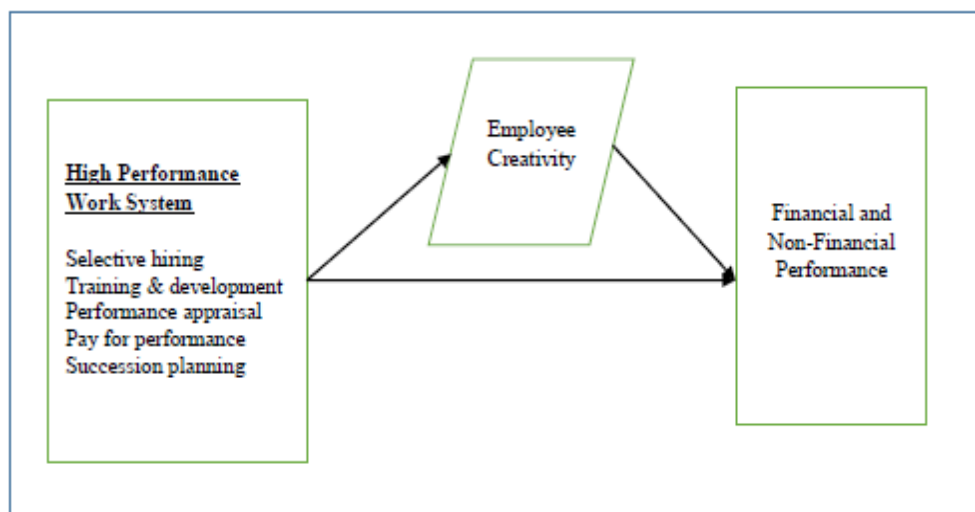 High Performance
Work System
Selective hiring
Training & development
Performance appraisal
Pay for performance
Succession planning
Employee
Creativity
Financial and
Non-Financial
Performance